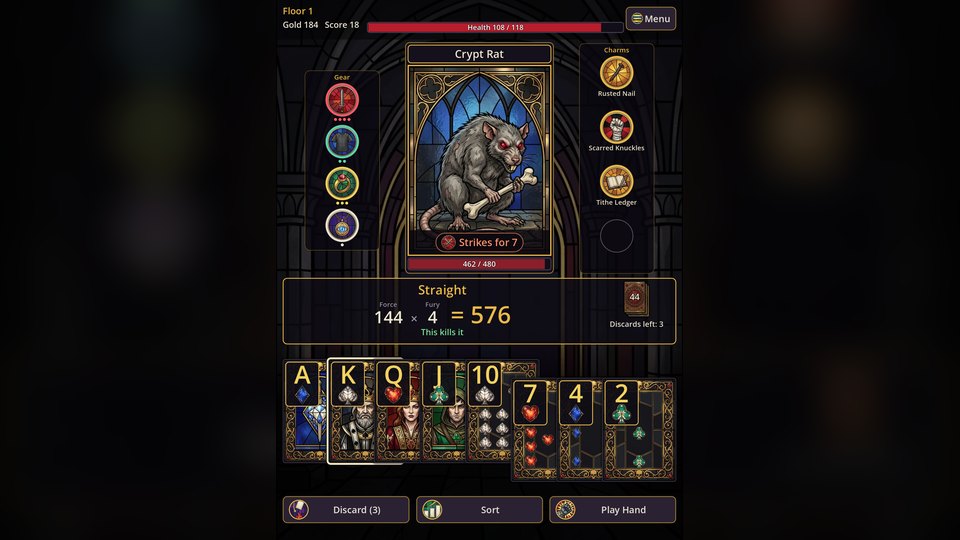 Floor 1
Gold 184 Score 18
Health 108 / 118
Menu
Gear
Crypt Rat
Strikes for 7
462 / 480
Charms
Rusted Nail
Scarred Knuckles
Tithe Ledger
Straight
Force Fury
144 × 4 = 576
This kills it
44
Discards left: 3
A K Q J 10 7 4 2
Discard (3)
Sort
Play Hand